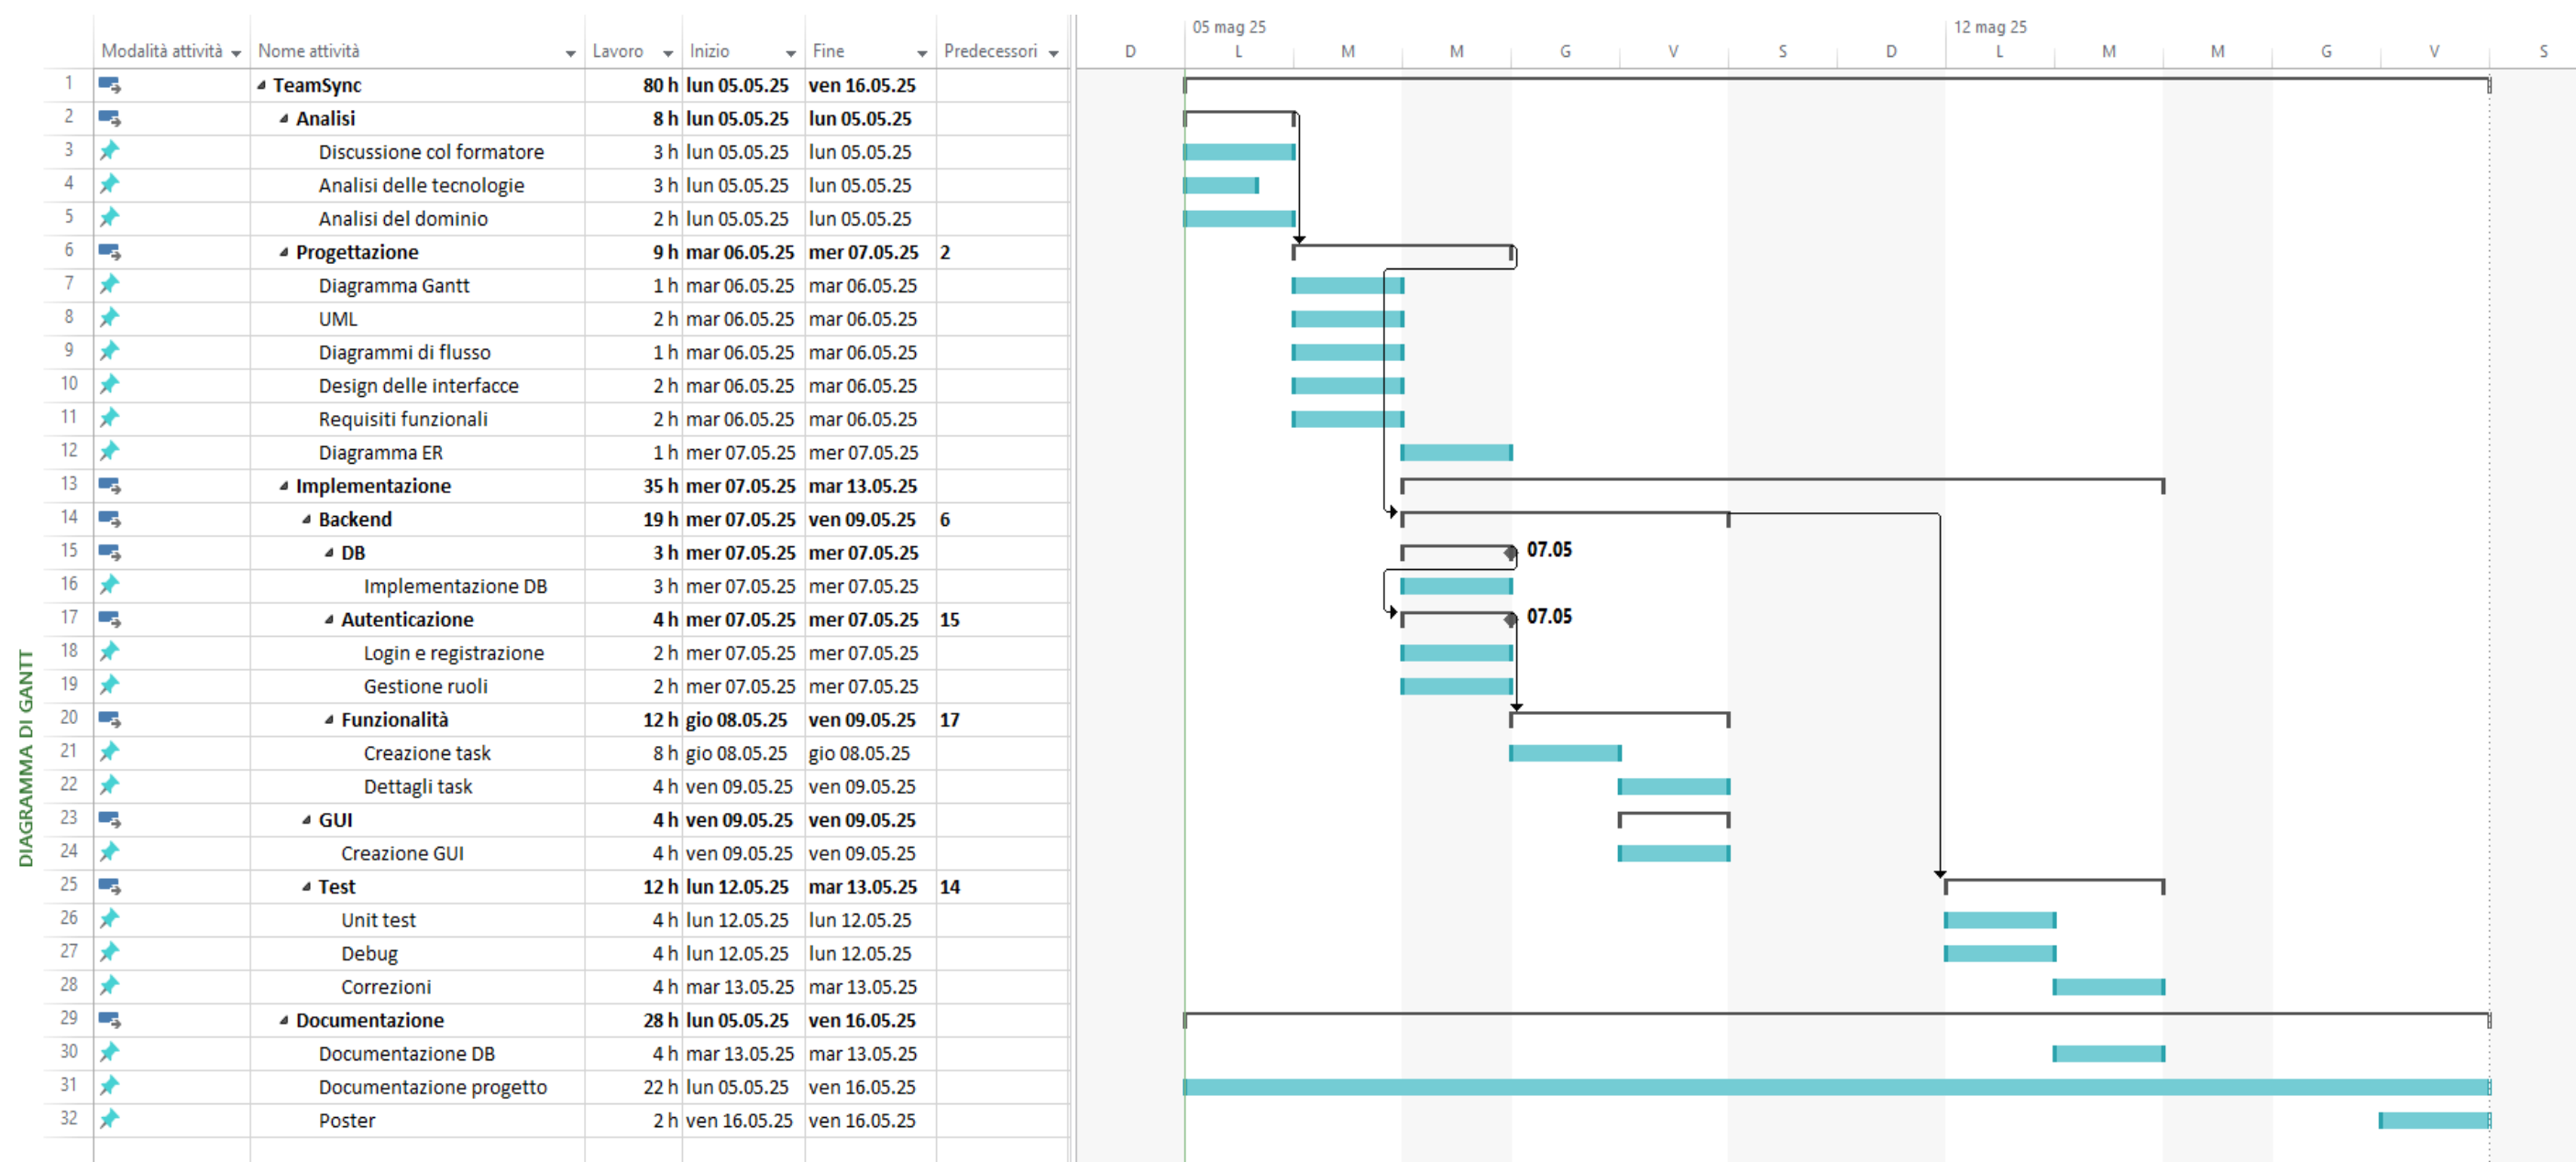 05 mag 25 12 mag 25
Modalità attività Nome attività Lavoro Inizio Fine Predecessori D L M M G V S D L M M G V S
1 TeamSync 80 h lun 05.05.25 ven 16.05.25
2 Analisi 8 h lun 05.05.25 lun 05.05.25
3 Discussione col formatore 3 h lun 05.05.25 lun 05.05.25
4 Analisi delle tecnologie 3 h lun 05.05.25 lun 05.05.25
5 Analisi del dominio 2 h lun 05.05.25 lun 05.05.25
6 Progettazione 9 h mar 06.05.25 mer 07.05.25 2
7 Diagramma Gantt 1 h mar 06.05.25 mar 06.05.25
8 UML 2 h mar 06.05.25 mar 06.05.25
9 Diagrammi di flusso 1 h mar 06.05.25 mar 06.05.25
10 Design delle interfacce 2 h mar 06.05.25 mar 06.05.25
11 Requisiti funzionali 2 h mar 06.05.25 mar 06.05.25
12 Diagramma ER 1 h mer 07.05.25 mer 07.05.25
13 Implementazione 35 h mer 07.05.25 mar 13.05.25
14 Backend 19 h mer 07.05.25 ven 09.05.25 6
15 DB 3 h mer 07.05.25 mer 07.05.25 07.05
16 Implementazione DB 3 h mer 07.05.25 mer 07.05.25
17 Autenticazione 4 h mer 07.05.25 mer 07.05.25 15 07.05
18 Login e registrazione 2 h mer 07.05.25 mer 07.05.25
19 Gestione ruoli 2 h mer 07.05.25 mer 07.05.25
20 Funzionalità 12 h gio 08.05.25 ven 09.05.25 17
21 Creazione task 8 h gio 08.05.25 gio 08.05.25
22 Dettagli task 4 h ven 09.05.25 ven 09.05.25
23 GUI 4 h ven 09.05.25 ven 09.05.25
24 Creazione GUI 4 h ven 09.05.25 ven 09.05.25
25 Test 12 h lun 12.05.25 mar 13.05.25 14
26 Unit test 4 h lun 12.05.25 lun 12.05.25
27 Debug 4 h lun 12.05.25 lun 12.05.25
28 Correzioni 4 h mar 13.05.25 mar 13.05.25
29 Documentazione 28 h lun 05.05.25 ven 16.05.25
30 Documentazione DB 4 h mar 13.05.25 mar 13.05.25
31 Documentazione progetto 22 h lun 05.05.25 ven 16.05.25
32 Poster 2 h ven 16.05.25 ven 16.05.25
DIAGRAMMA DI GANTT